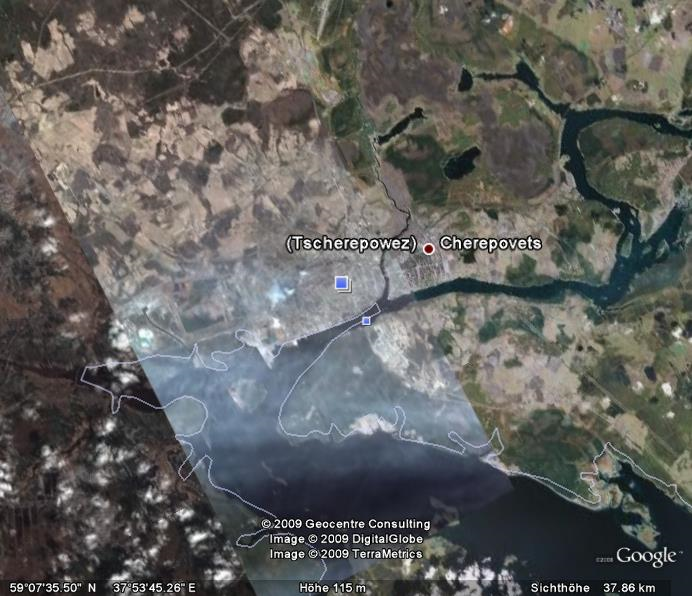 (Tscherepowez) Cherepovets
© 2009 Geocentre Consulting
Image © 2009 DigitalGlobe
Image © 2009 TerraMetrics
©2008 Google
59°07'35.50" N 37°53'45.26" E Höhe 115 m Sichthöhe 37.86 km